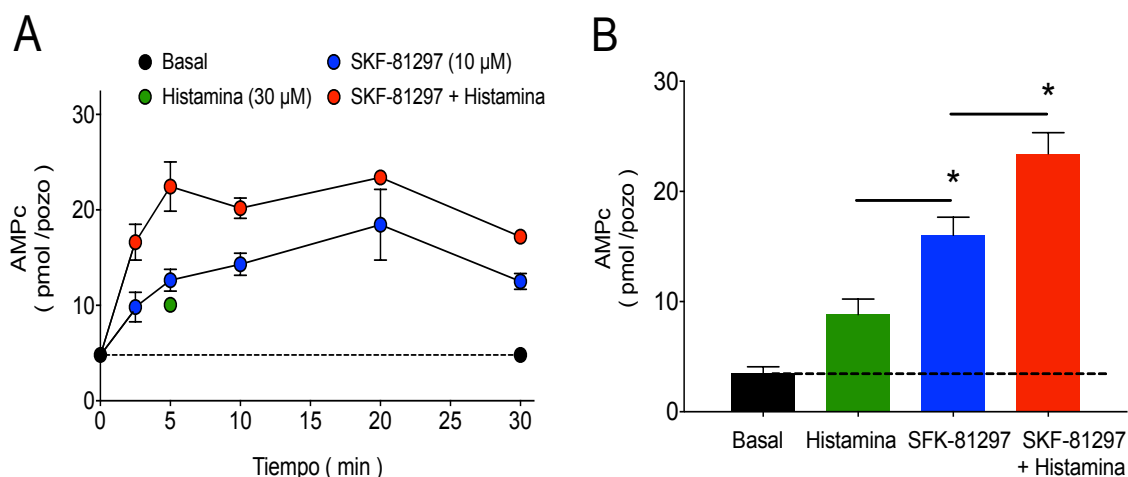 A
Basal
SKF-81297 (10 µM)
Histamina (30 µM)
SKF-81297 + Histamina
30
20
10
0
AMPc
( pmol /pozo )
0 5 10 15 20 25 30
Tiempo ( min )
B
30
20
10
0
AMPc
( pmol /pozo )
*
*
Basal Histamina SFK-81297 SKF-81297
+ Histamina